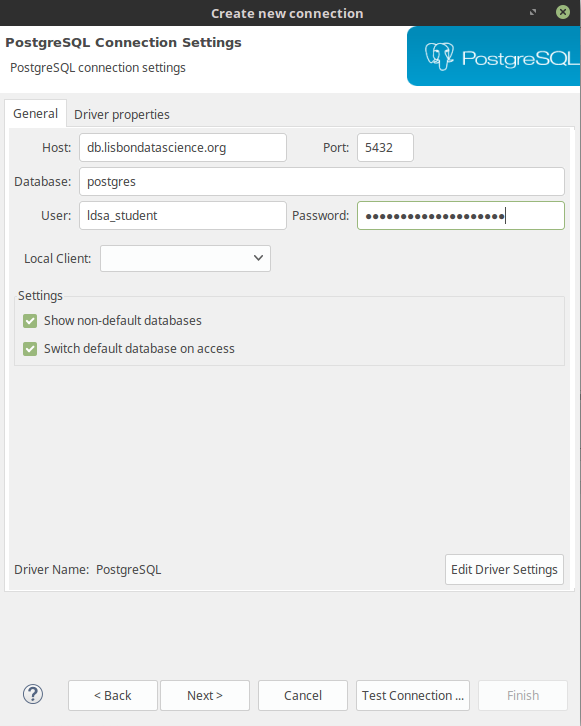 Create new connection
PostgreSQL Connection Settings
PostgreSQL connection settings
PostgreSQL
General Driver properties
Host: db.lisbondatascience.org Port: 5432
Database: postgres
User: ldsa_student Password: ●●●●●●●●●●●●●●●●●●●●
Local Client:
Settings
Show non-default databases
Switch default database on access
Driver Name: PostgreSQL Edit Driver Settings
? < Back Next > Cancel Test Connection ... Finish